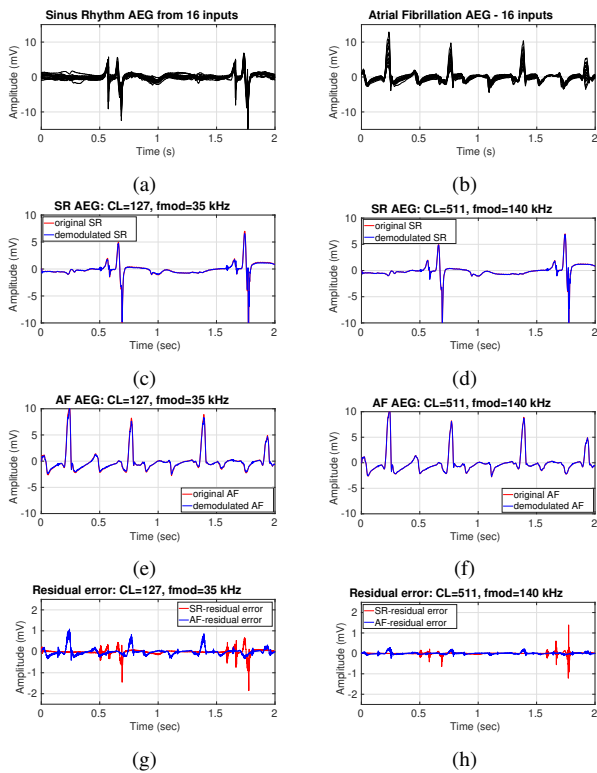 Sinus Rhythm AEG from 16 inputs
Amplitude (mV)
10
0
-10
0 0.5 1 1.5 2
Time (s)
(a)
Atrial Fibrillation AEG - 16 inputs
Amplitude (mV)
10
0
-10
0 0.5 1 1.5 2
Time (s)
(b)
SR AEG: CL=127, fmod=35 kHz
original SR
demodulated SR
Amplitude (mV)
10
5
0
-5
-10
0 0.5 1 1.5 2
Time (sec)
(c)
SR AEG: CL=511, fmod=140 kHz
original SR
demodulated SR
Amplitude (mV)
10
5
0
-5
-10
0 0.5 1 1.5 2
Time (sec)
(d)
AF AEG: CL=127, fmod=35 kHz
Amplitude (mV)
10
5
0
-5
-10
original AF
demodulated AF
0 0.5 1 1.5 2
Time (sec)
(e)
AF AEG: CL=511, fmod=140 kHz
Amplitude (mV)
10
5
0
-5
-10
original AF
demodulated AF
0 0.5 1 1.5 2
Time (sec)
(f)
Residual error: CL=127, fmod=35 kHz
SR-residual error
AF-residual error
Amplitude (mV)
2
1
0
-1
-2
0 0.5 1 1.5 2
Time (sec)
(g)
Residual error: CL=511, fmod=140 kHz
SR-residual error
AF-residual error
Amplitude (mV)
2
1
0
-1
-2
0 0.5 1 1.5 2
Time (sec)
(h)